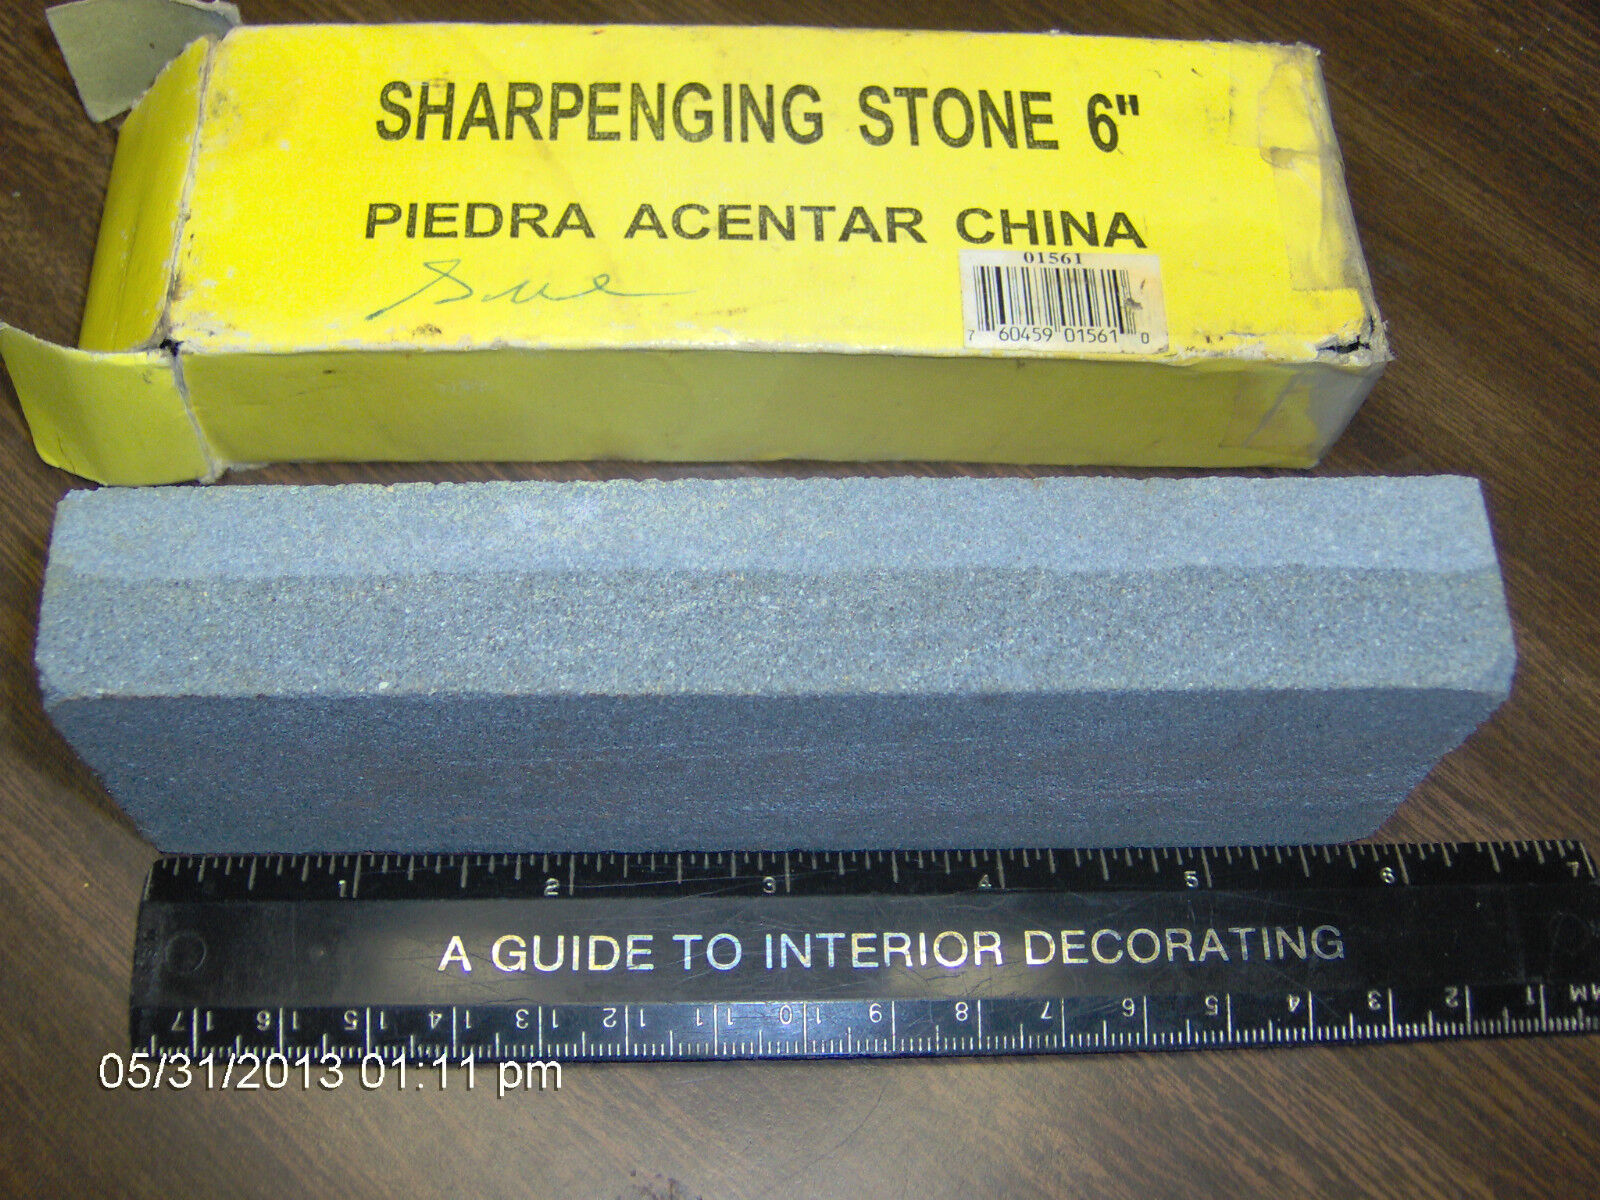 SHARPENGING STONE 6"
PIEDRA ACENTAR CHINA
01561
7 60459 01561 0
1 2 3 4 5 6 7
A GUIDE TO INTERIOR DECORATING
17 16 15 14 13 12 11 10 9 8 7 6 5 4 3 2 1 MM
05/31/2013 01:11 pm